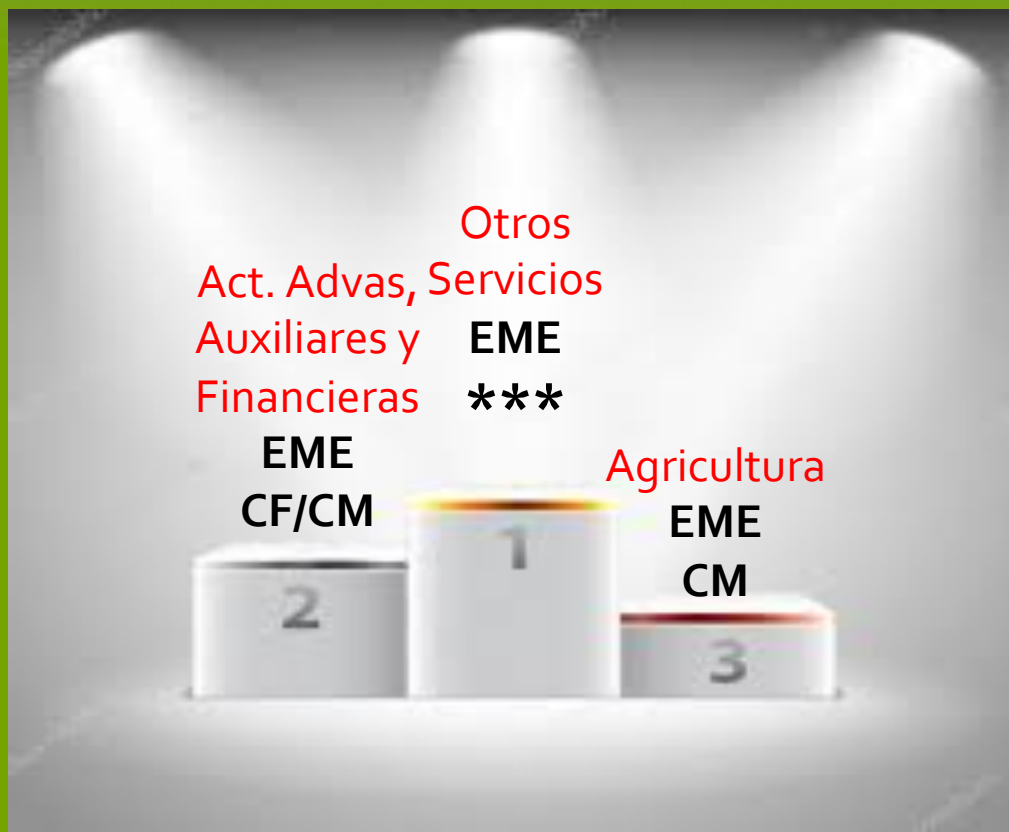 Otros
Servicios
EME
***
Act. Advas,
Auxiliares y
Financieras
EME
CF/CM
Agricultura
EME
CM
1
2
3